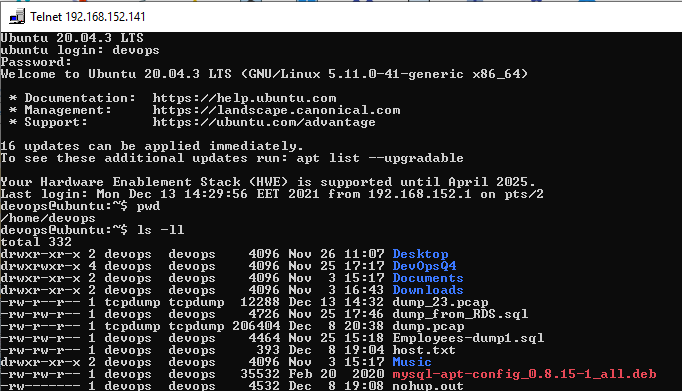 Telnet 192.168.152.141
Ubuntu 20.04.3 LTS
ubuntu login: devops
Password:
Welcome to Ubuntu 20.04.3 LTS (GNU/Linux 5.11.0-41-generic x86_64)
* Documentation:  https://help.ubuntu.com
* Management:     https://landscape.canonical.com
* Support:        https://ubuntu.com/advantage
16 updates can be applied immediately.
To see these additional updates run: apt list --upgradable
Your Hardware Enablement Stack (HWE) is supported until April 2025.
Last login: Mon Dec 13 14:29:56 EET 2021 from 192.168.152.1 on pts/2
devops@ubuntu:~$ pwd
/home/devops
devops@ubuntu:~$ ls -ll
total 332
drwxr-xr-x 2 devops  devops    4096 Nov 26 11:07 Desktop
drwxrwxr-x 4 devops  devops    4096 Nov 25 17:17 DevOpsQ4
drwxr-xr-x 2 devops  devops    4096 Nov  3 15:17 Documents
drwxr-xr-x 2 devops  devops    4096 Nov  3 16:43 Downloads
-rw-r--r-- 1 tcpdump tcpdump  12288 Dec 13 14:32 dump_23.pcap
-rw-rw-r-- 1 devops  devops    4726 Nov 25 17:46 dump_from_RDS.sql
-rw-r--r-- 1 tcpdump tcpdump 206404 Dec  8 20:38 dump.pcap
-rw-rw-r-- 1 devops  devops    4464 Nov 25 15:18 Employees-dump1.sql
-rw-rw-r-- 1 devops  devops     393 Dec  8 19:04 host.txt
drwxr-xr-x 2 devops  devops    4096 Nov  3 15:17 Music
-rw-rw-r-- 1 devops  devops   35532 Feb 20  2020 mysql-apt-config_0.8.15-1_all.deb
-rw------- 1 devops  devops    4532 Dec  8 19:08 nohup.out